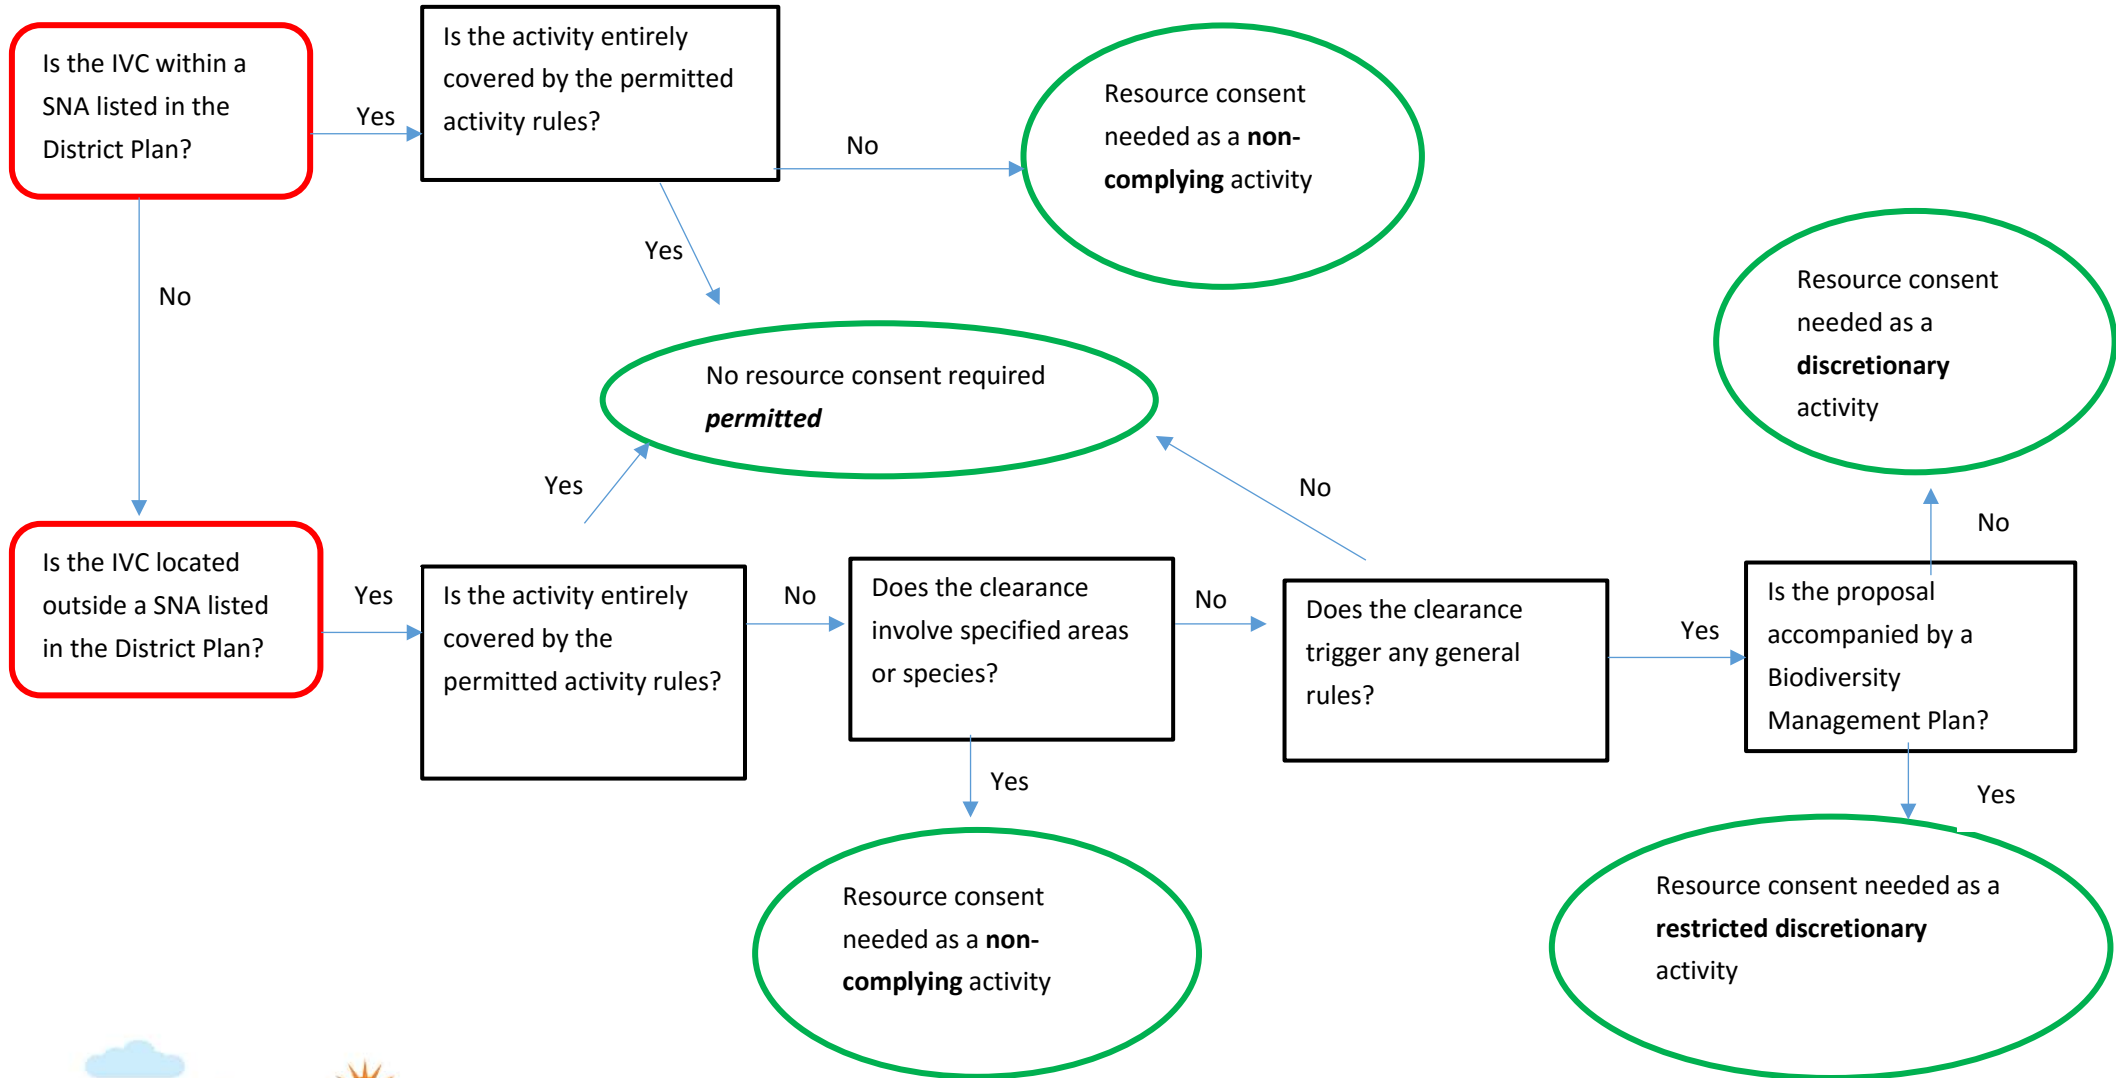 Is the IVC within a
SNA listed in the
District Plan?
Yes
Is the activity entirely
covered by the permitted
activity rules?
No
Resource consent
needed as a non-
complying activity
Yes
No
No resource consent required
permitted
Resource consent
needed as a
discretionary
activity
Yes
No
No
Is the IVC located
outside a SNA listed
in the District Plan?
Yes
Is the activity entirely
covered by the
permitted activity rules?
No
Does the clearance
involve specified areas
or species?
No
Does the clearance
trigger any general
rules?
Yes
Is the proposal
accompanied by a
Biodiversity
Management Plan?
Yes
Yes
Resource consent
needed as a non-
complying activity
Resource consent needed as a
restricted discretionary
activity